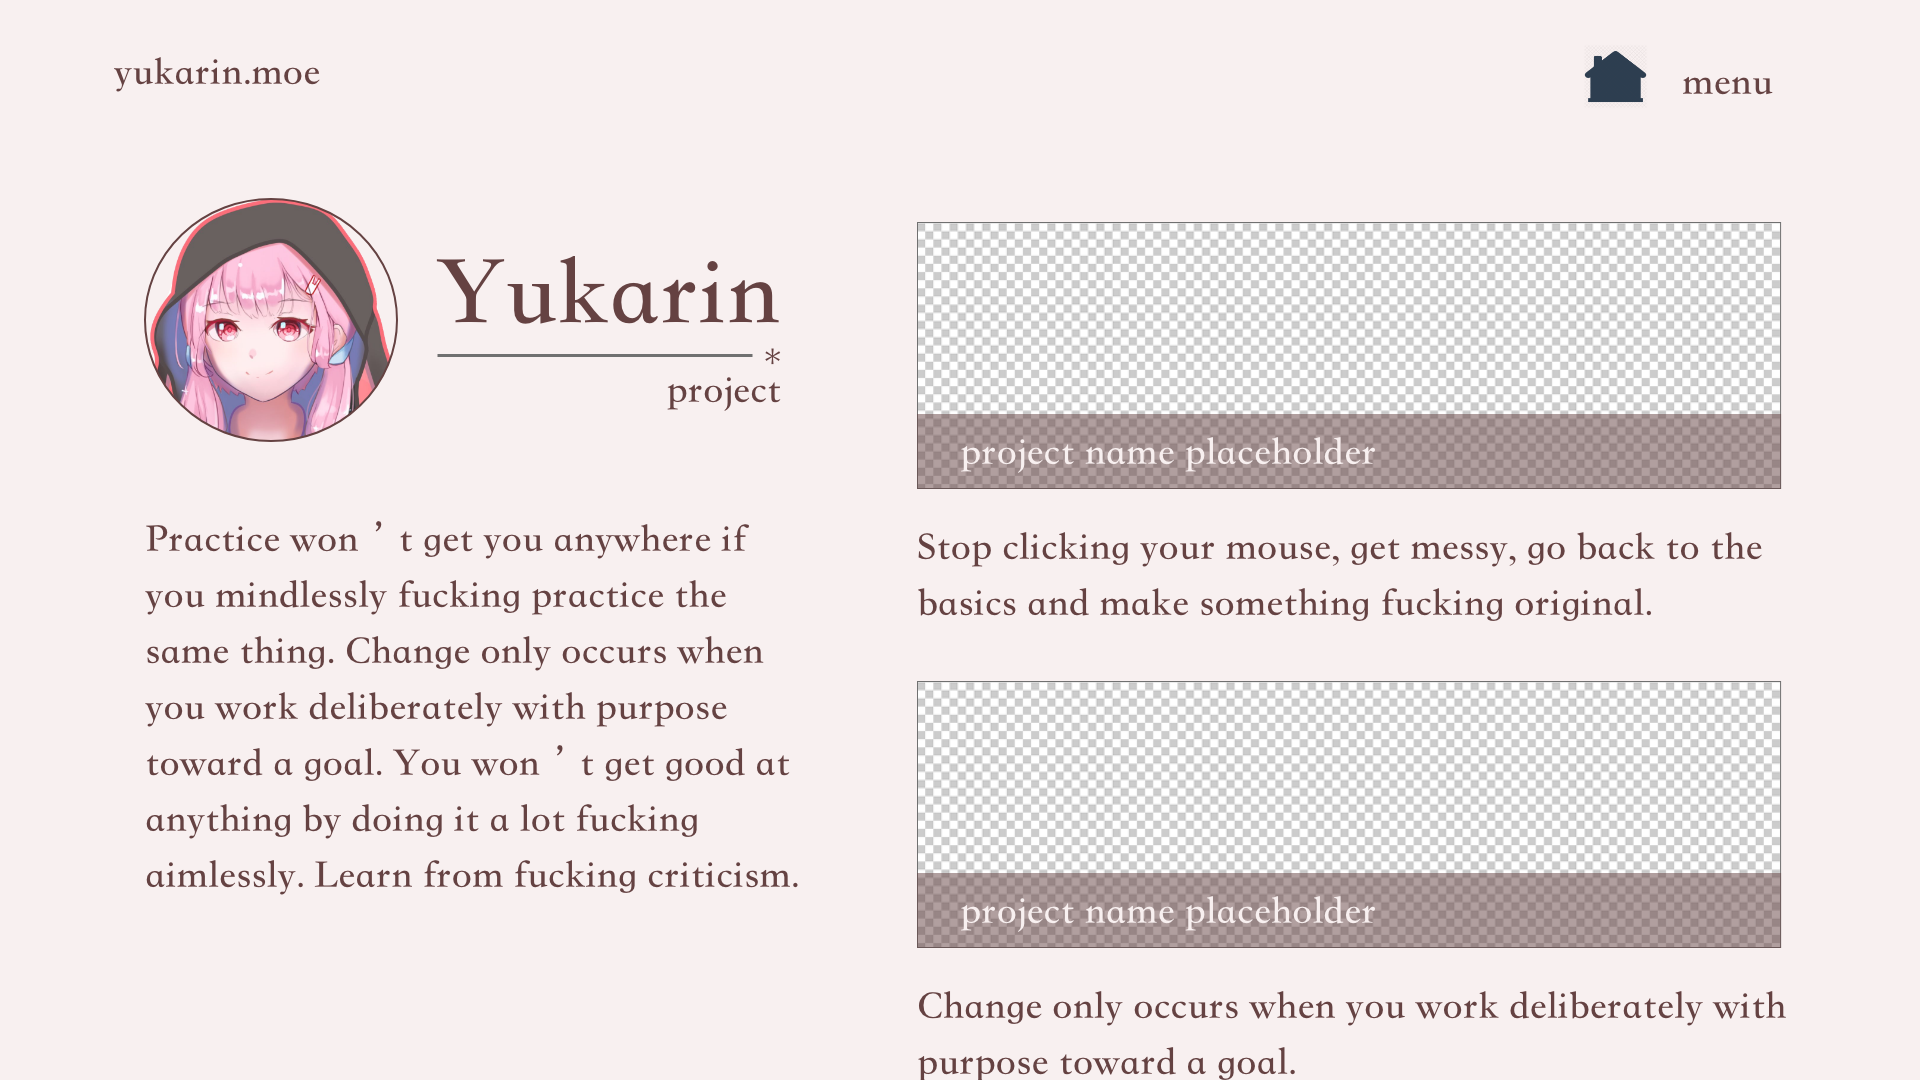 yukarin.moe
menu
Yukarin
*
project
Practice won’t get you anywhere if
you mindlessly fucking practice the
same thing. Change only occurs when
you work deliberately with purpose
toward a goal. You won’t get good at
anything by doing it a lot fucking
aimlessly. Learn from fucking criticism.
project name placeholder
Stop clicking your mouse, get messy, go back to the
basics and make something fucking original.
project name placeholder
Change only occurs when you work deliberately with
purpose toward a goal.